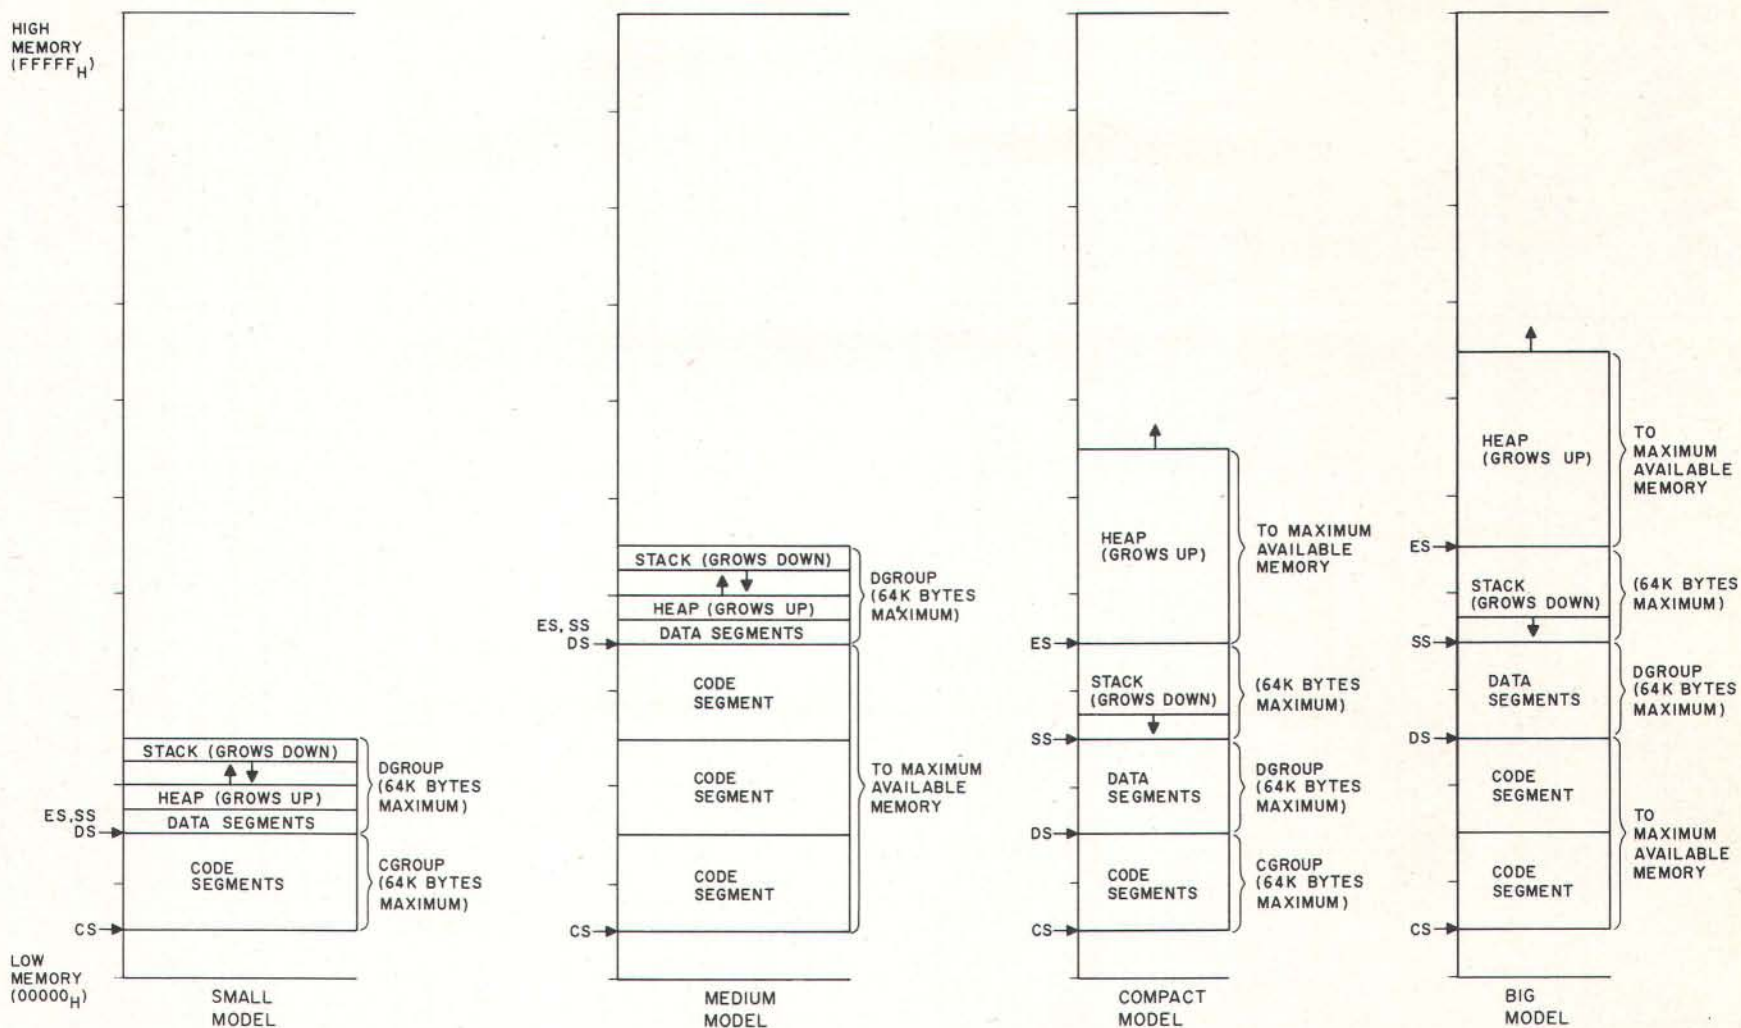 HIGH
MEMORY
(FFFFFH)
STACK (GROWS DOWN)
HEAP (GROWS UP)
DATA SEGMENTS
CODE
SEGMENTS
ES,SS
DS
CS
DGROUP
(64K BYTES
MAXIMUM)
CGROUP
(64K BYTES
MAXIMUM)
LOW
MEMORY
(00000H)
SMALL
MODEL
STACK (GROWS DOWN)
HEAP (GROWS UP)
DATA SEGMENTS
ES, SS
DS
DGROUP
(64K BYTES
MAXIMUM)
CODE
SEGMENT
CODE
SEGMENT
CODE
SEGMENT
TO MAXIMUM
AVAILABLE
MEMORY
CS
MEDIUM
MODEL
HEAP
(GROWS UP)
TO MAXIMUM
AVAILABLE
MEMORY
ES
STACK
(GROWS DOWN)
(64K BYTES
MAXIMUM)
SS
DATA
SEGMENTS
DGROUP
(64K BYTES
MAXIMUM)
DS
CODE
SEGMENTS
CGROUP
(64K BYTES
MAXIMUM)
CS
COMPACT
MODEL
HEAP
(GROWS UP)
TO
MAXIMUM
AVAILABLE
MEMORY
ES
STACK
(GROWS DOWN)
(64K BYTES
MAXIMUM)
SS
DATA
SEGMENTS
DGROUP
(64K BYTES
MAXIMUM)
DS
CODE
SEGMENT
CODE
SEGMENT
TO
MAXIMUM
AVAILABLE
MEMORY
CS
BIG
MODEL